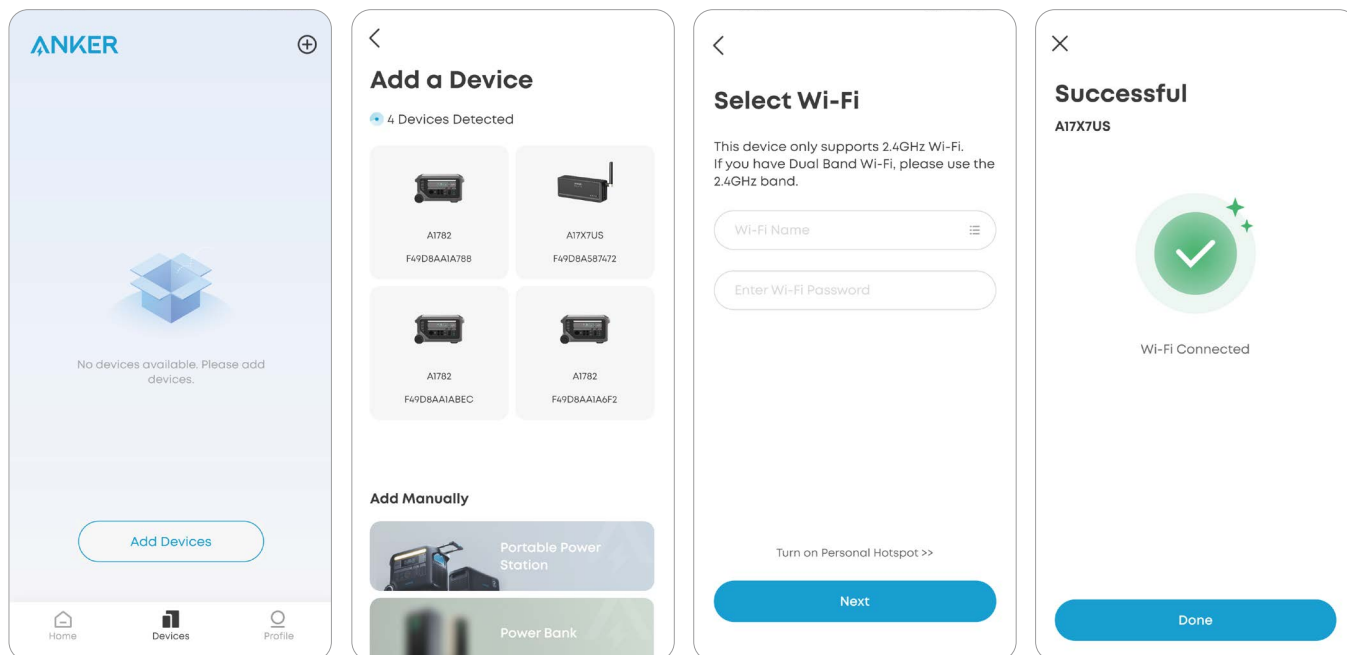 ANKER
No devices available. Please add
devices.
Add Devices
Home
Devices
Profile
Add a Device
4 Devices Detected
A1782
F49D8AA1A788
A17X7US
F49D8A587472
A1782
F49D8AA1ABEC
A1782
F49D8AA1A6F2
Add Manually
Portable Power
Station
Power Bank
Select Wi-Fi
This device only supports 2.4GHz Wi-Fi.
If you have Dual Band Wi-Fi, please use the
2.4GHz band.
Wi-Fi Name
Enter Wi-Fi Password
Turn on Personal Hotspot >>
Next
Successful
A17X7US
Wi-Fi Connected
Done